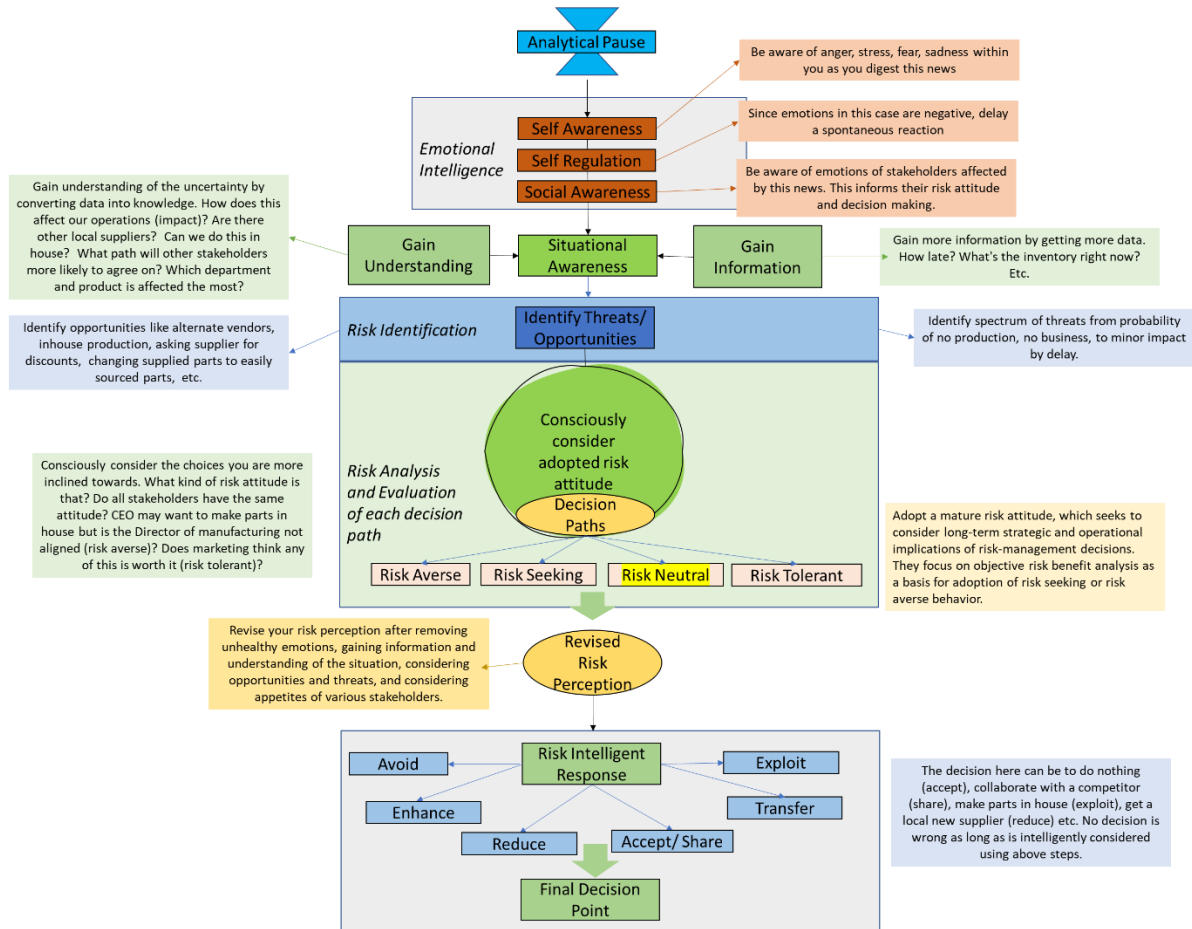 Analytical Pause
Be aware of anger, stress, fear, sadness within
you as you digest this news
Emotional
Intelligence
Self Awareness
Since emotions in this case are negative, delay
a spontaneous reaction
Self Regulation
Social Awareness
Be aware of emotions of stakeholders affected
by this news. This informs their risk attitude
and decision making.
Gain understanding of the uncertainty by
converting data into knowledge. How does this
affect our operations (impact)? Are there
other local suppliers?  Can we do this in
house?  What path will other stakeholders
more likely to agree on? Which department
and product is affected the most?
Gain
Understanding
Situational
Awareness
Gain
Information
Gain more information by getting more data.
How late? What's the inventory right now?
Etc.
Identify opportunities like alternate vendors,
inhouse production, asking supplier for
discounts,  changing supplied parts to easily
sourced parts,  etc.
Risk Identification
Identify Threats/
Opportunities
Identify spectrum of threats from probability
of no production, no business, to minor impact
by delay.
Consciously
consider
adopted risk
attitude
Decision
Paths
Risk Analysis
and Evaluation
of each decision
path
Consciously consider the choices you are more
inclined towards. What kind of risk attitude is
that? Do all stakeholders have the same
attitude? CEO may want to make parts in
house but is the Director of manufacturing not
aligned (risk averse)? Does marketing think any
of this is worth it (risk tolerant)?
Adopt a mature risk attitude, which seeks to
consider long-term strategic and operational
implications of risk-management decisions.
They focus on objective risk benefit analysis as
a basis for adoption of risk seeking or risk
averse behavior.
Risk Averse
Risk Seeking
Risk Neutral
Risk Tolerant
Revise your risk perception after removing
unhealthy emotions, gaining information and
understanding of the situation, considering
opportunities and threats, and considering
appetites of various stakeholders.
Revised
Risk
Perception
Risk Intelligent
Response
Avoid
Exploit
Enhance
Transfer
Reduce
Accept/ Share
The decision here can be to do nothing
(accept), collaborate with a competitor
(share), make parts in house (exploit), get a
local new supplier (reduce) etc. No decision is
wrong as long as is intelligently considered
using above steps.
Final Decision
Point